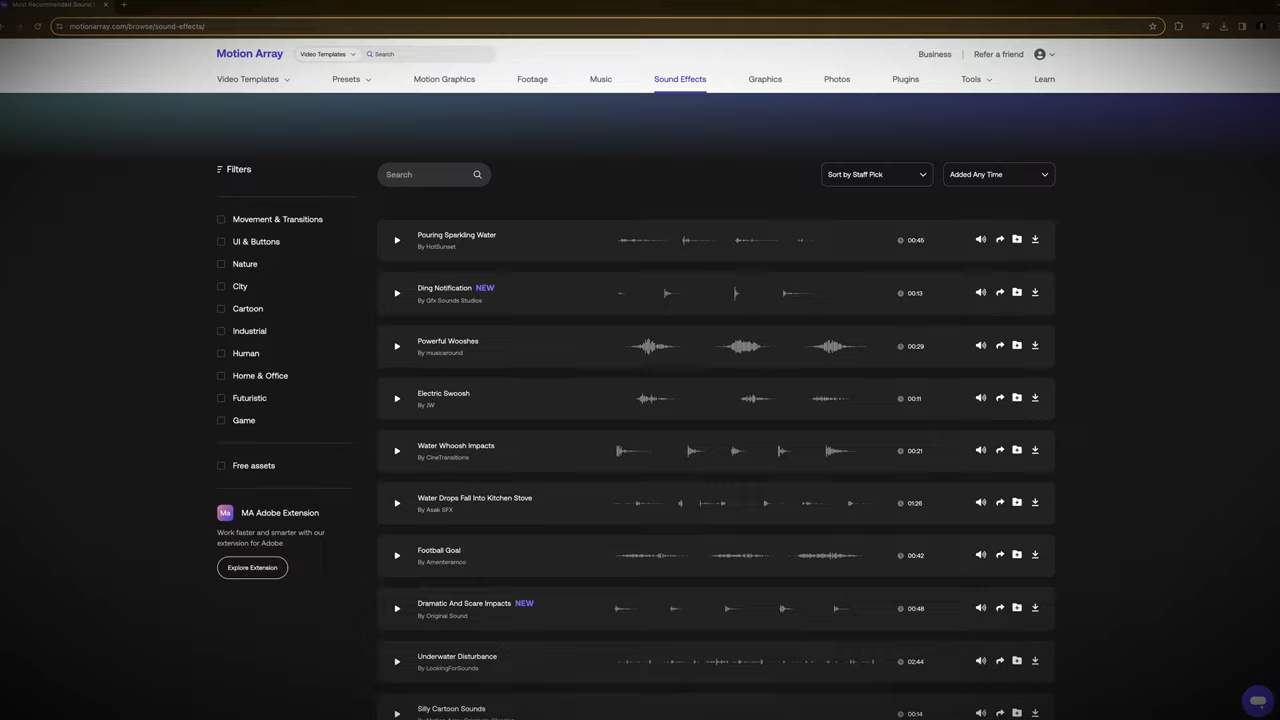 Most Recommended Sound
motionarray.com/browse/sound-effects/
Motion Array
Video Templates
Search
Business
Refer a friend
Video Templates
Presets
Motion Graphics
Footage
Music
Sound Effects
Graphics
Photos
Plugins
Tools
Learn
Filters
Search
Sort by Staff Pick
Added Any Time
Movement & Transitions
UI & Buttons
Nature
City
Cartoon
Industrial
Human
Home & Office
Futuristic
Game
Free assets
Ma
MA Adobe Extension
Work faster and smarter with our
extension for Adobe
Explore Extension
Pouring Sparkling Water
By HotSunset
00:45
Ding Notification NEW
By Gfx Sounds Studios
00:13
Powerful Wooshes
By musicaround
00:29
Electric Swoosh
By JW
00:11
Water Whoosh Impacts
By CineTransitions
00:21
Water Drops Fall Into Kitchen Stove
By Asak SFX
01:26
Football Goal
By Amenteramco
00:42
Dramatic And Scare Impacts NEW
By Original Sound
00:48
Underwater Disturbance
By LookingForSounds
02:44
Silly Cartoon Sounds
00:14